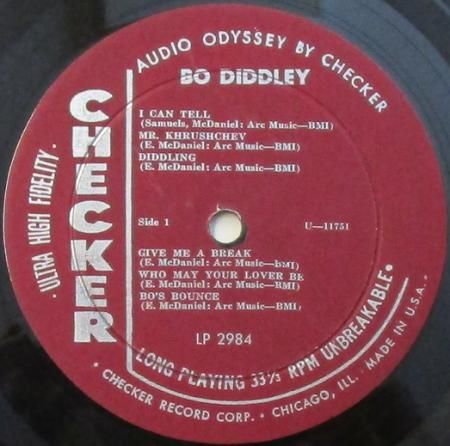 AUDIO ODYSSEY BY CHECKER
BO DIDDLEY
CHECKER
• ULTRA HIGH FIDELITY •
I CAN TELL
(Samuels, McDaniel: Arc Music—BMI)
MR. KHRUSHCHEV
(E. McDaniel: Arc Music—BMI)
DIDDLING
(E. McDaniel: Arc Music—BMI)
Side 1
U—11751
GIVE ME A BREAK
(E. McDaniel: Arc Music—BMI)
WHO MAY YOUR LOVER BE
(E. McDaniel: Arc Music—BMI)
BO'S BOUNCE
(E. McDaniel: Arc Music—BMI)
LP 2984
LONG PLAYING 33⅓ RPM UNBREAKABLE •
• CHECKER RECORD CORP. • CHICAGO, ILL. MADE IN U.S.A. •